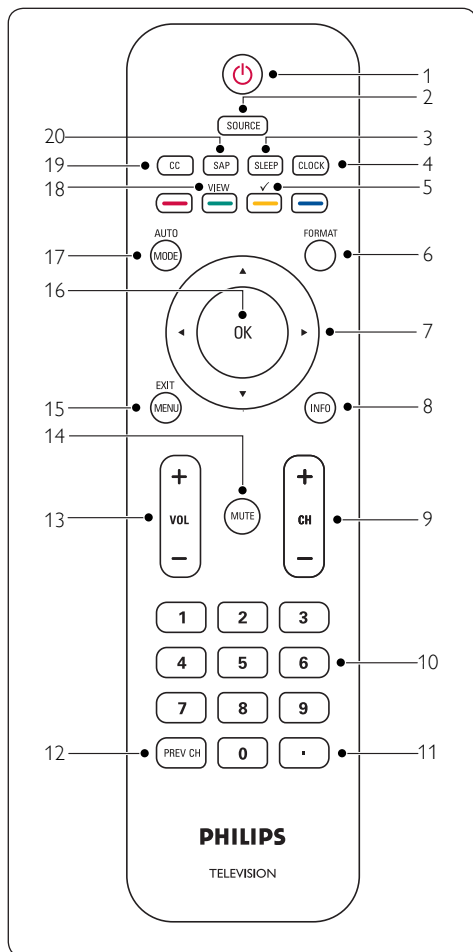 1
2
SOURCE
20
3
19
CC
SAP
SLEEP
CLOCK
4
18
VIEW
✓
5
AUTO
FORMAT
17
MODE
6
16
OK
7
EXIT
15
MENU
INFO
8
14
+
+
13
VOL
MUTE
CH
9
–
–
1 2 3
4 5 6
10
7 8 9
12
PREV CH
0
.
11
PHILIPS
TELEVISION